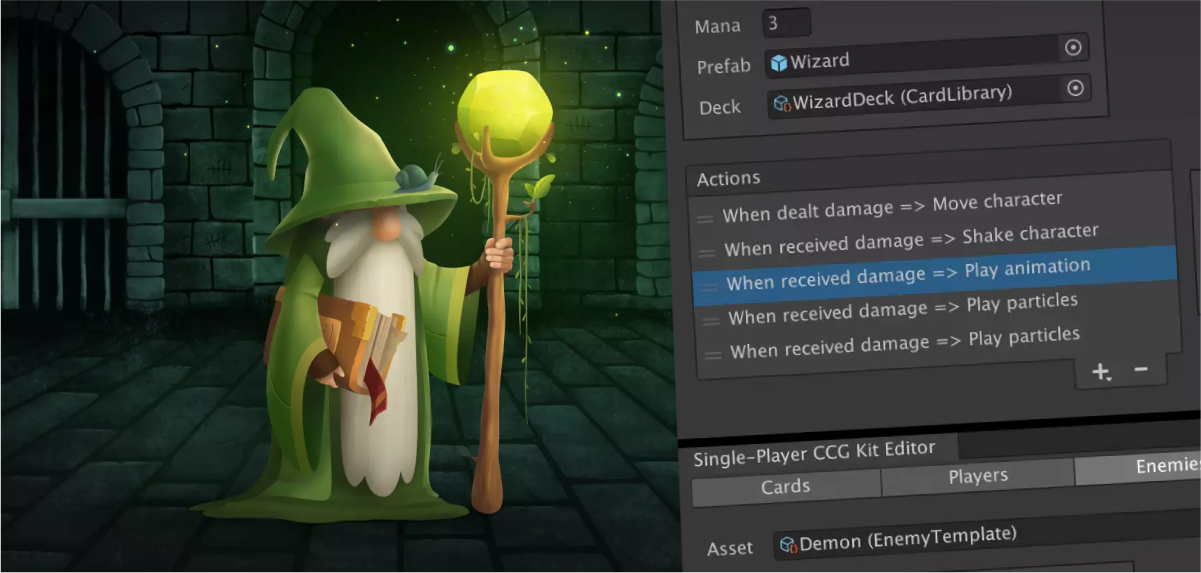 Mana 3
Prefab Wizard
Deck WizardDeck (CardLibrary)
Actions
When dealt damage => Move character
When received damage => Shake character
When received damage => Play animation
When received damage => Play particles
When received damage => Play particles
+ -
Single-Player CCG Kit Editor
Cards Players Enemies
Asset Demon (EnemyTemplate)